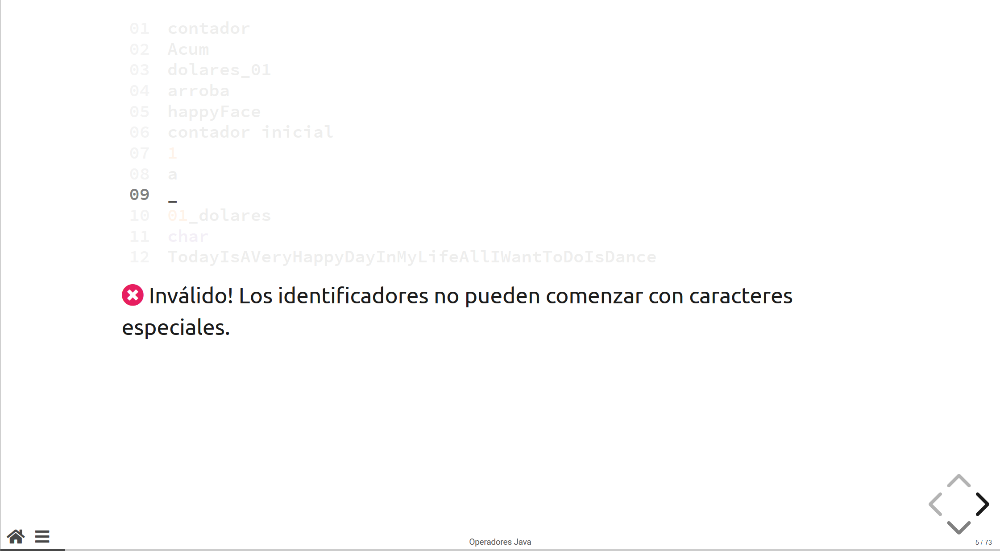 01 contador
02 Acum
03 dolares_01
04 arroba
05 happyFace
06 contador inicial
07 1
08 a
09 _
10 01_dolares
11 char
12 TodayIsAVeryHappyDayInMyLifeAllIWantToDoIsDance
Inválido! Los identificadores no pueden comenzar con caracteres
especiales.
Operadores Java
5 / 73